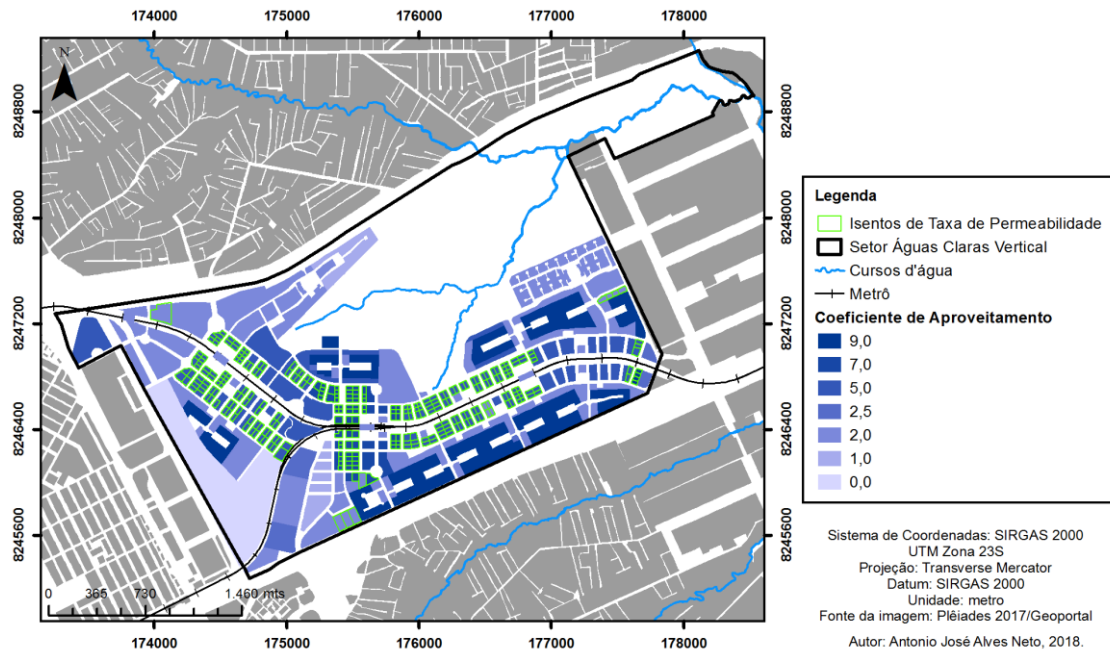 174000 175000 176000 177000 178000
N
8248800
8248800
8248000
8248000
8247200
8247200
8246400
8246400
8245600
8245600
0 365 730 1.460 mts
174000 175000 176000 177000 178000
Legenda
Isentos de Taxa de Permeabilidade
Setor Águas Claras Vertical
Cursos d'água
Metrô
Coeficiente de Aproveitamento
9,0
7,0
5,0
2,5
2,0
1,0
0,0
Sistema de Coordenadas: SIRGAS 2000
UTM Zona 23S
Projeção: Transverse Mercator
Datum: SIRGAS 2000
Unidade: metro
Fonte da imagem: Plêiades 2017/Geoportal
Autor: Antonio José Alves Neto, 2018.